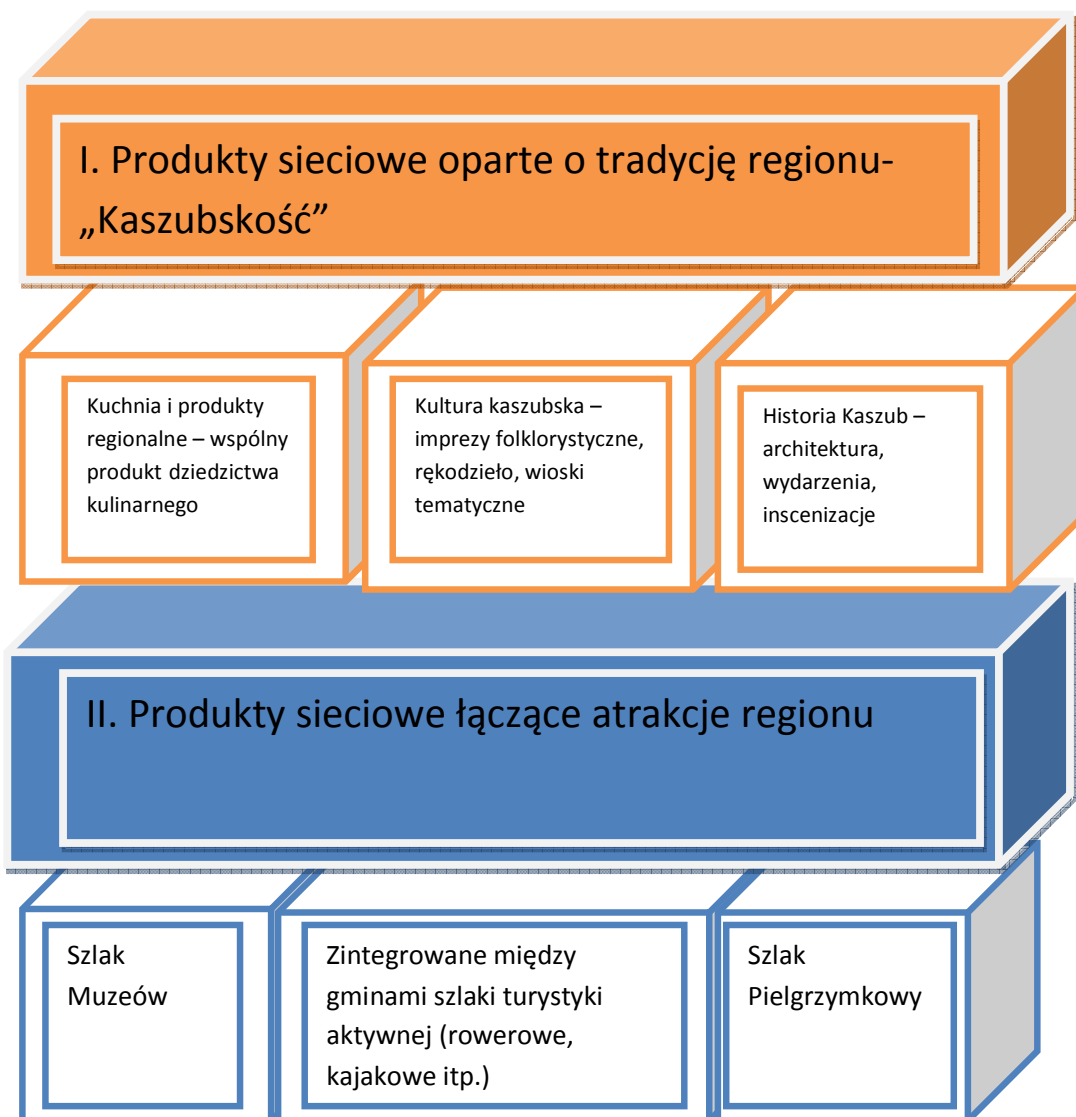 I. Produkty sieciowe oparte o tradycję regionu-
„Kaszubskość”
Kuchnia i produkty
regionalne – wspólny
produkt dziedzictwa
kulinarnego
Kultura kaszubska –
imprezy folklorystyczne,
rękodzieło, wioski
tematyczne
Historia Kaszub –
architektura,
wydarzenia,
inscenizacje
II. Produkty sieciowe łączące atrakcje regionu
Szlak
Muzeów
Zintegrowane między
gminami szlaki turystyki
aktywnej (rowerowe,
kajakowe itp.)
Szlak
Pielgrzymkowy